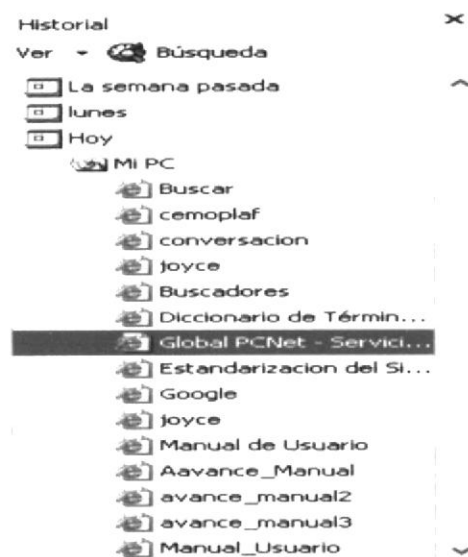 Historial
Ver Búsqueda
La semana pasada
lunes
Hoy
Mi PC
Buscar
cemoplaf
conversacion
joyce
Buscadores
Diccionario de Términ...
Global PCNet - Servici...
Estandarizacion del Si...
Google
joyce
Manual de Usuario
Aavance_Manual
avance_manual2
avance_manual3
Manual_Usuario